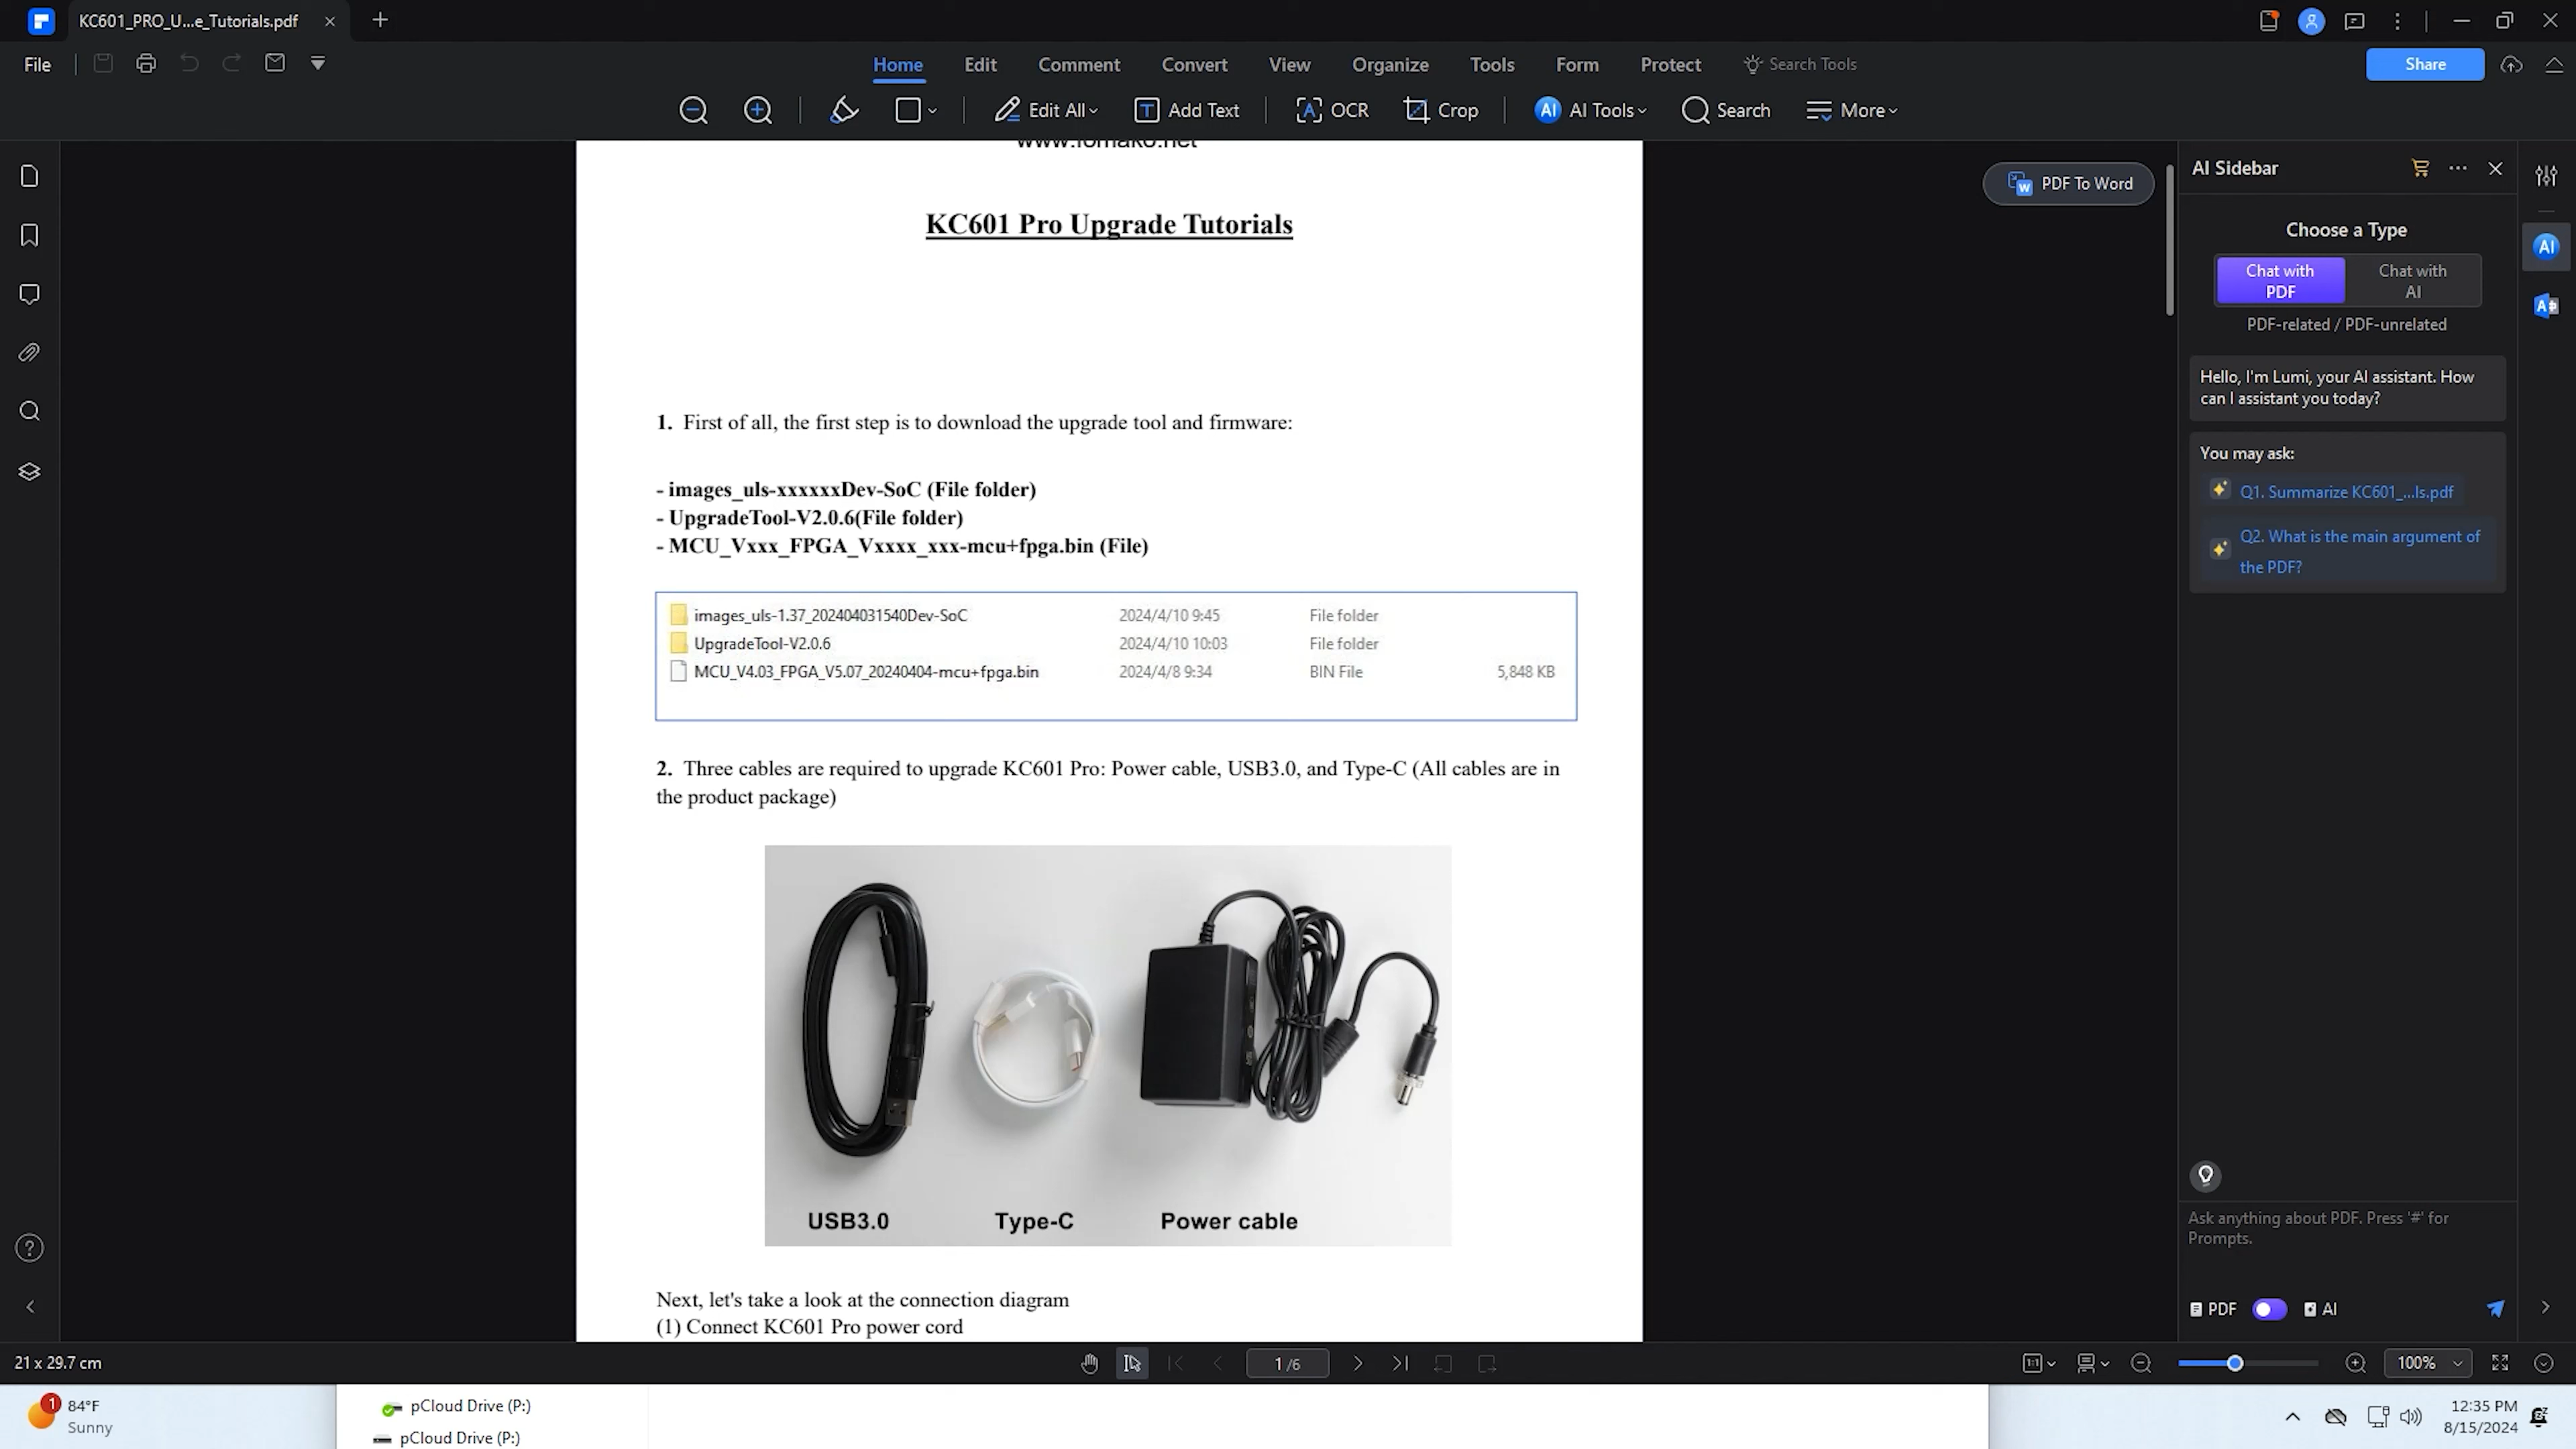 KC601_PRO_U...e_Tutorials.pdf
File
Home Edit Comment Convert View Organize Tools Form Protect Search Tools
Share
Edit All Add Text OCR Crop AI Tools Search More
www.fomako.net
PDF To Word
KC601 Pro Upgrade Tutorials
1. First of all, the first step is to download the upgrade tool and firmware:
- images_uls-xxxxxxDev-SoC (File folder)
- UpgradeTool-V2.0.6(File folder)
- MCU_Vxxx_FPGA_Vxxxx_xxx-mcu+fpga.bin (File)
images_uls-1.37_202404031540Dev-SoC 2024/4/10 9:45 File folder
UpgradeTool-V2.0.6 2024/4/10 10:03 File folder
MCU_V4.03_FPGA_V5.07_20240404-mcu+fpga.bin 2024/4/8 9:34 BIN File 5,848 KB
2. Three cables are required to upgrade KC601 Pro: Power cable, USB3.0, and Type-C (All cables are in
the product package)
USB3.0 Type-C Power cable
Next, let's take a look at the connection diagram
(1) Connect KC601 Pro power cord
AI Sidebar
Choose a Type
Chat with
PDF
Chat with
AI
PDF-related / PDF-unrelated
Hello, I'm Lumi, your AI assistant. How
can I assistant you today?
You may ask:
Q1. Summarize KC601_...ls.pdf
Q2. What is the main argument of
the PDF?
Ask anything about PDF. Press '#' for
Prompts.
PDF AI
AI
21 x 29.7 cm
1 /6
1:1
100%
1
84°F
Sunny
pCloud Drive (P:)
pCloud Drive (P:)
12:35 PM
8/15/2024